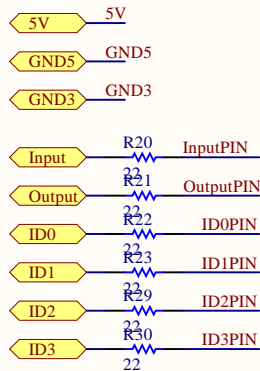 5V 5V
GND5 GND5
GND3 GND3
Input R20 22 InputPIN
Output R21 22 OutputPIN
ID0 R22 22 ID0PIN
ID1 R23 22 ID1PIN
ID2 R29 22 ID2PIN
ID3 R30 22 ID3PIN